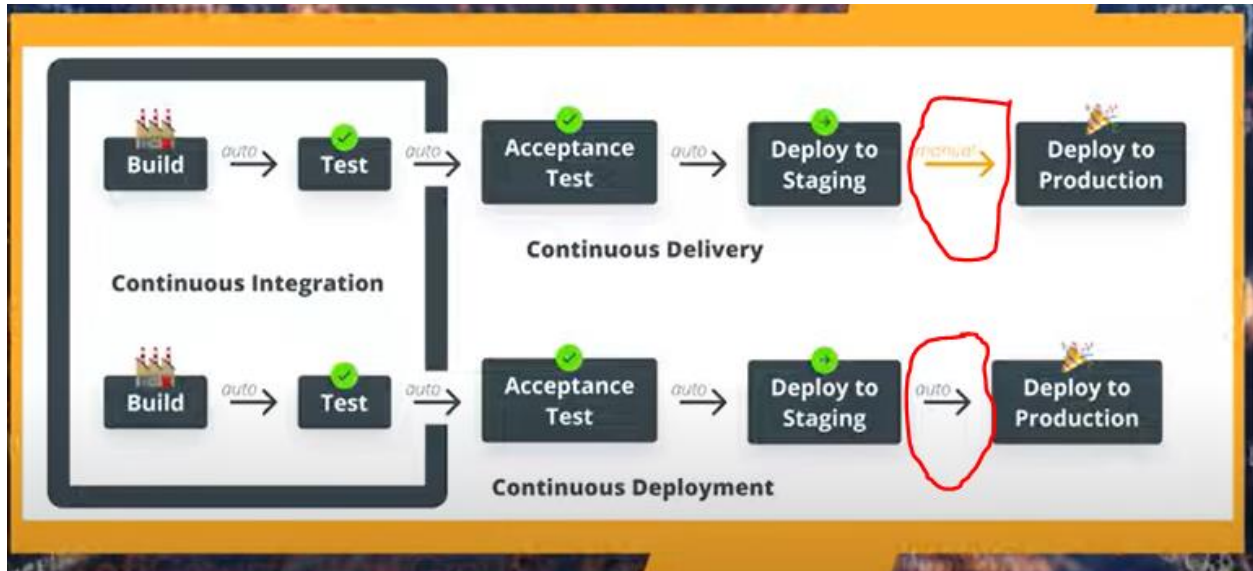 Build
auto
Test
auto
Acceptance
Test
auto
Deploy to
Staging
manual
Deploy to
Production
Continuous Delivery
Continuous Integration
Build
auto
Test
auto
Acceptance
Test
auto
Deploy to
Staging
auto
Deploy to
Production
Continuous Deployment